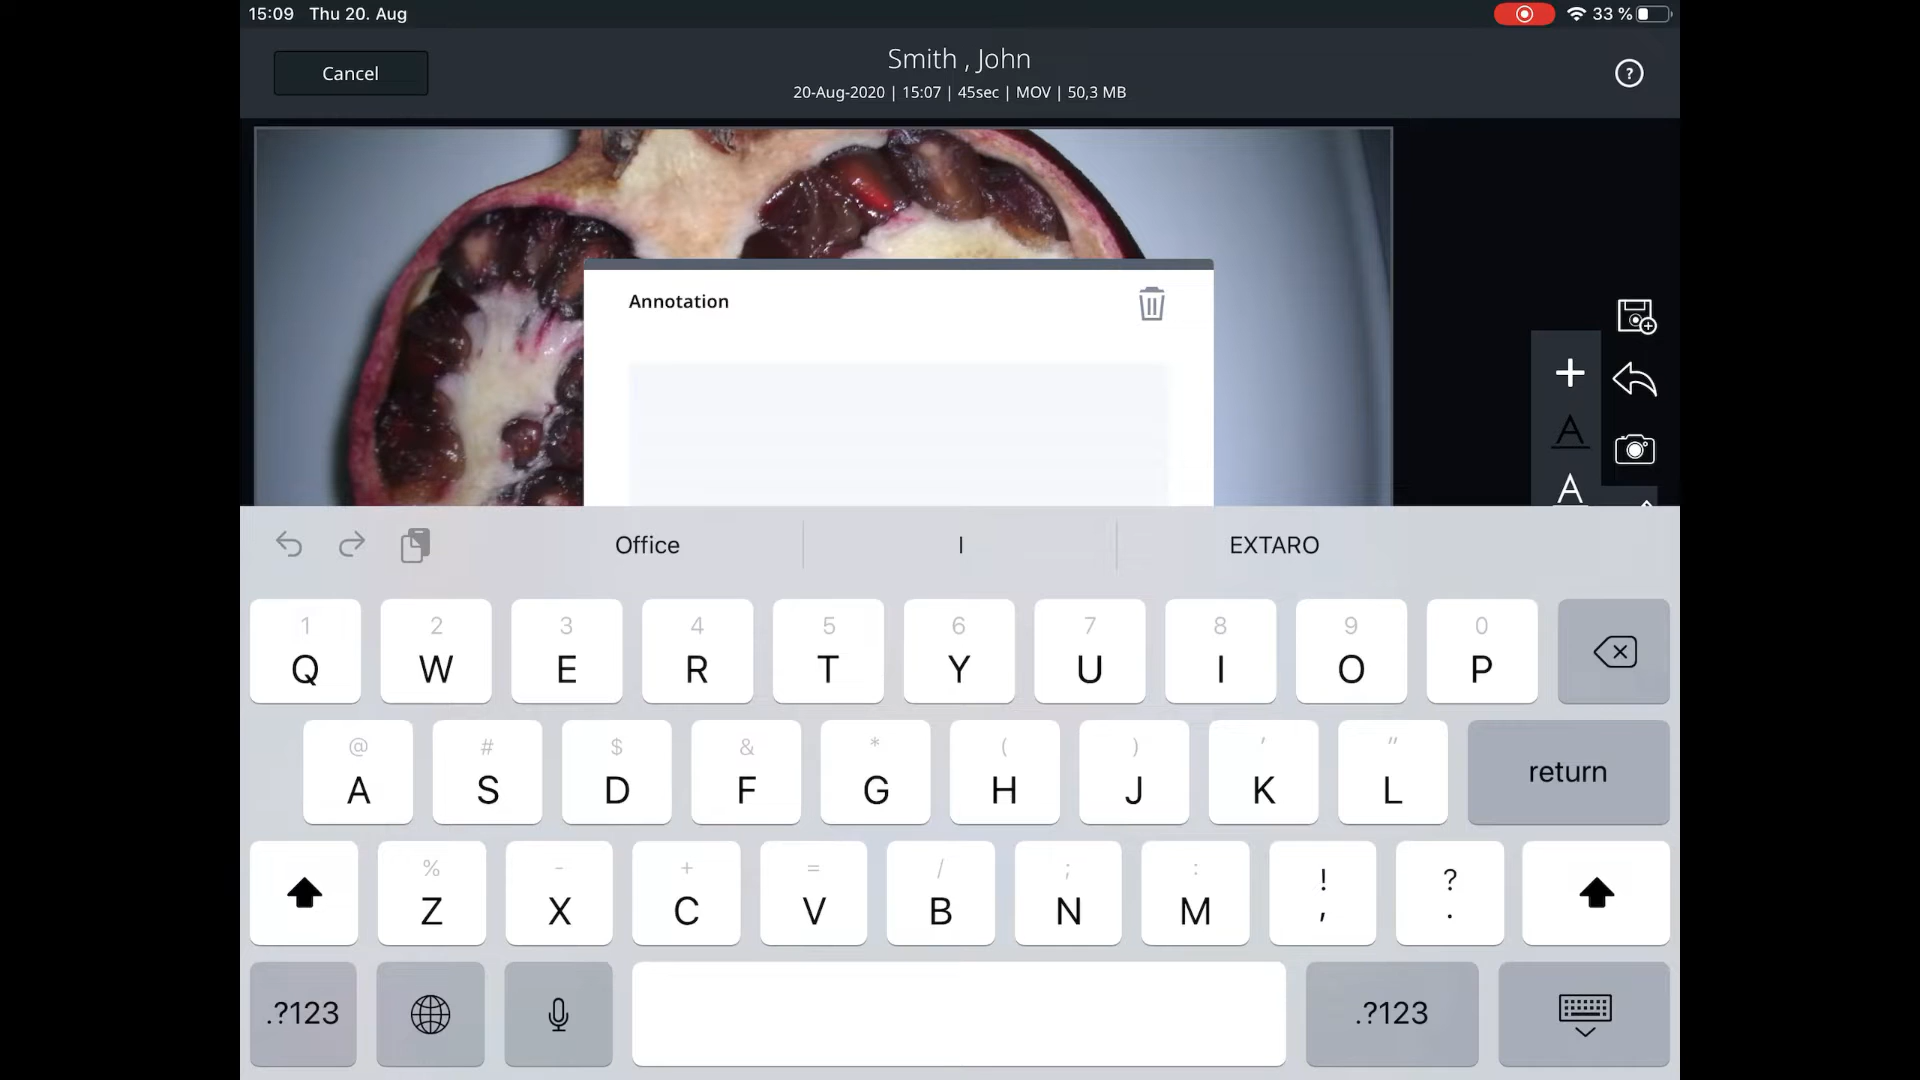 15:09 Thu 20. Aug
33 %
Cancel
Smith , John
?
20-Aug-2020 | 15:07 | 45sec | MOV | 50,3 MB
Annotation
A
A
Office
I
EXTARO
1 2 3 4 5 6 7 8 9 0
Q W E R T Y U I O P
@ # $ & * ( ) ' "
A S D F G H J K L
return
% - + = / ; : ! ?
Z X C V B N M , .
.?123
.?123